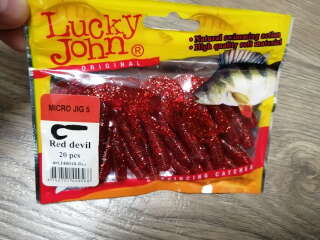 Lucky
John®
ORIGINAL
• Natural swimming action
• High quality soft material
MICRO JIG 5
Red devil
20 pcs